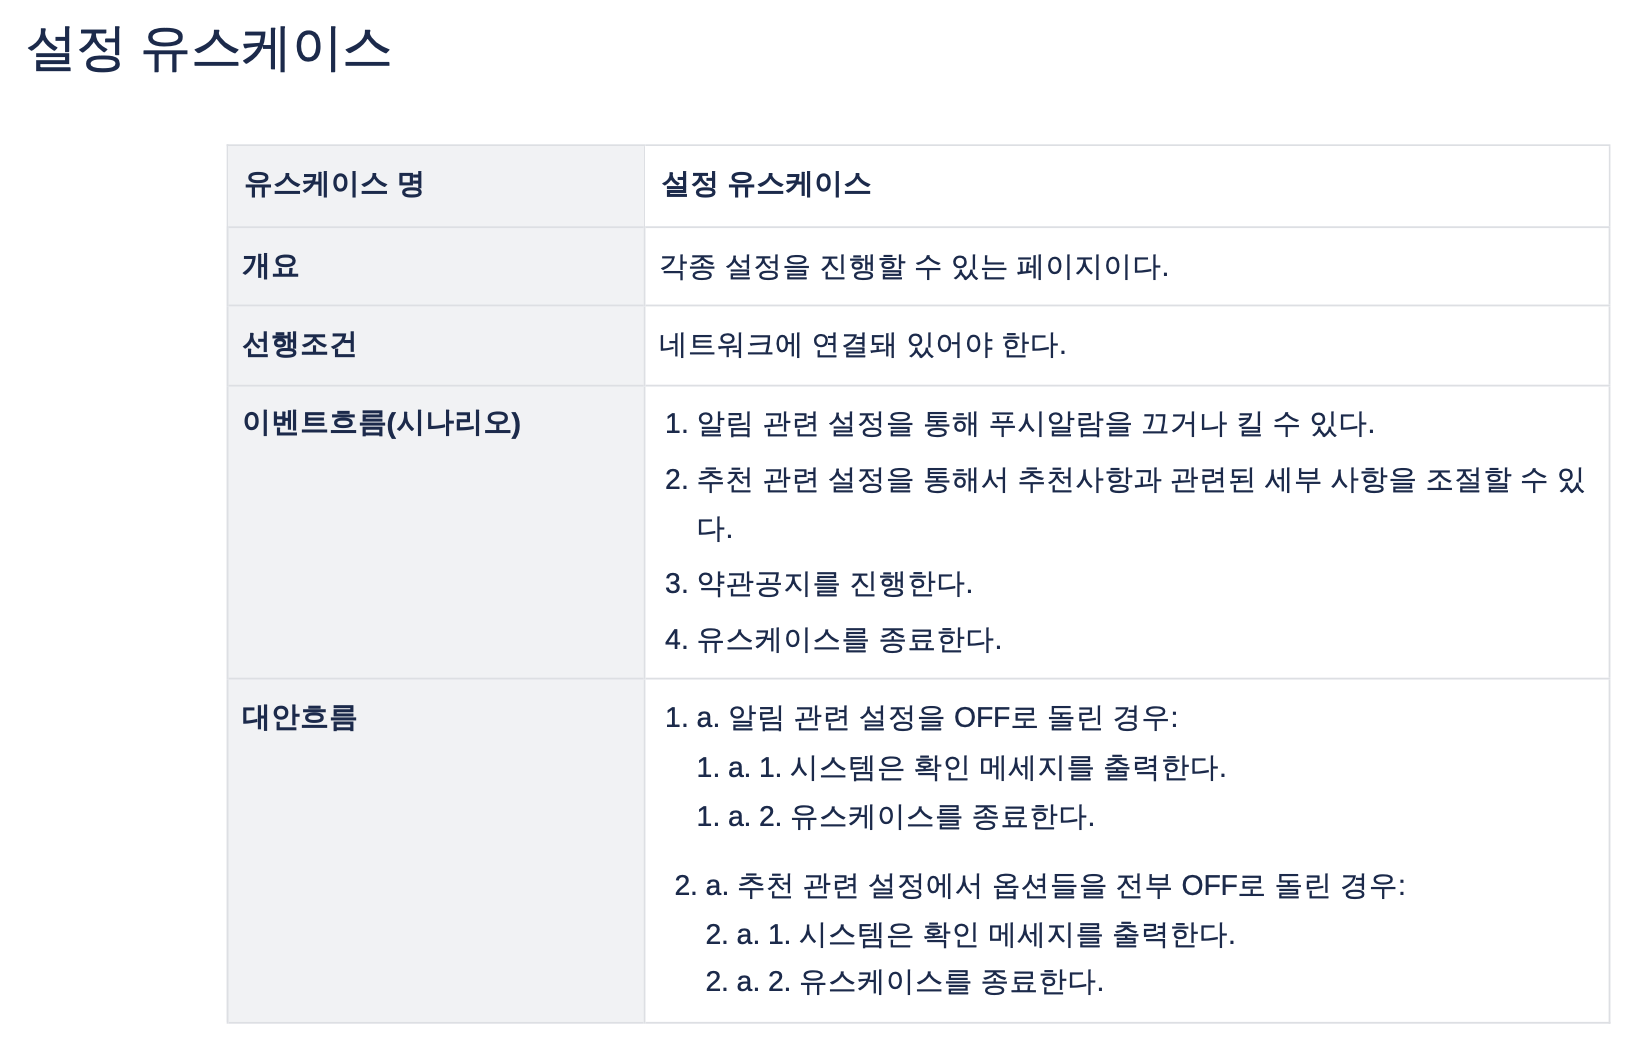 설정 유스케이스
유스케이스 명
설정 유스케이스
개요
각종 설정을 진행할 수 있는 페이지이다.
선행조건
네트워크에 연결돼 있어야 한다.
이벤트흐름(시나리오)
1. 알림 관련 설정을 통해 푸시알람을 끄거나 킬 수 있다.
2. 추천 관련 설정을 통해서 추천사항과 관련된 세부 사항을 조절할 수 있
다.
3. 약관공지를 진행한다.
4. 유스케이스를 종료한다.
대안흐름
1. a. 알림 관련 설정을 OFF로 돌린 경우:
1. a. 1. 시스템은 확인 메세지를 출력한다.
1. a. 2. 유스케이스를 종료한다.
2. a. 추천 관련 설정에서 옵션들을 전부 OFF로 돌린 경우:
2. a. 1. 시스템은 확인 메세지를 출력한다.
2. a. 2. 유스케이스를 종료한다.